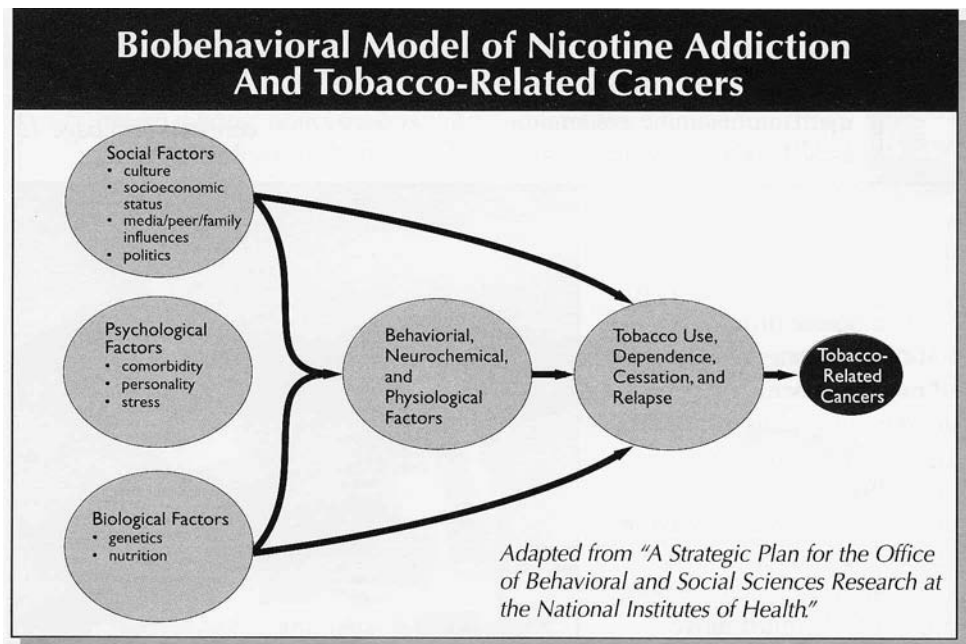 Biobehavioral Model of Nicotine Addiction
And Tobacco-Related Cancers
Social Factors
• culture
• socioeconomic
status
• media/peer/family
influences
• politics
Psychological
Factors
• comorbidity
• personality
• stress
Biological Factors
• genetics
• nutrition
Behaviorial,
Neurochemical,
and
Physiological
Factors
Tobacco Use,
Dependence,
Cessation, and
Relapse
Tobacco-
Related
Cancers
Adapted from "A Strategic Plan for the Office
of Behavioral and Social Sciences Research at
the National Institutes of Health."